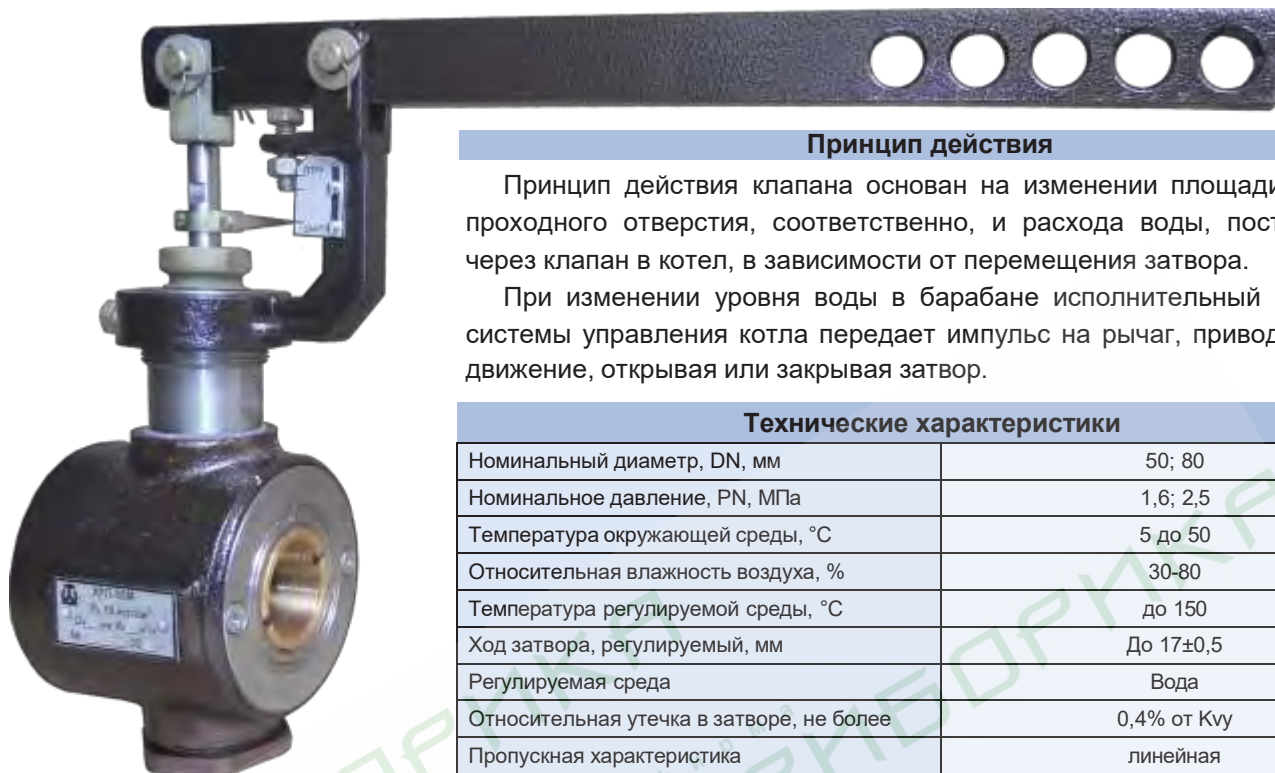 Принцип действия
Принцип действия клапана основан на изменении площади
проходного отверстия, соответственно, и расхода воды, пост
через клапан в котел, в зависимости от перемещения затвора.
При изменении уровня воды в барабане исполнительный
системы управления котла передает импульс на рычаг, привод
движение, открывая или закрывая затвор.
Технические характеристики
Номинальный диаметр, DN, мм 50; 80
Номинальное давление, PN, МПа 1,6; 2,5
Температура окружающей среды, °С 5 до 50
Относительная влажность воздуха, % 30-80
Температура регулируемой среды, °С до 150
Ход затвора, регулируемый, мм До 17±0,5
Регулируемая среда Вода
Относительная утечка в затворе, не более 0,4% от Kvy
Пропускная характеристика линейная